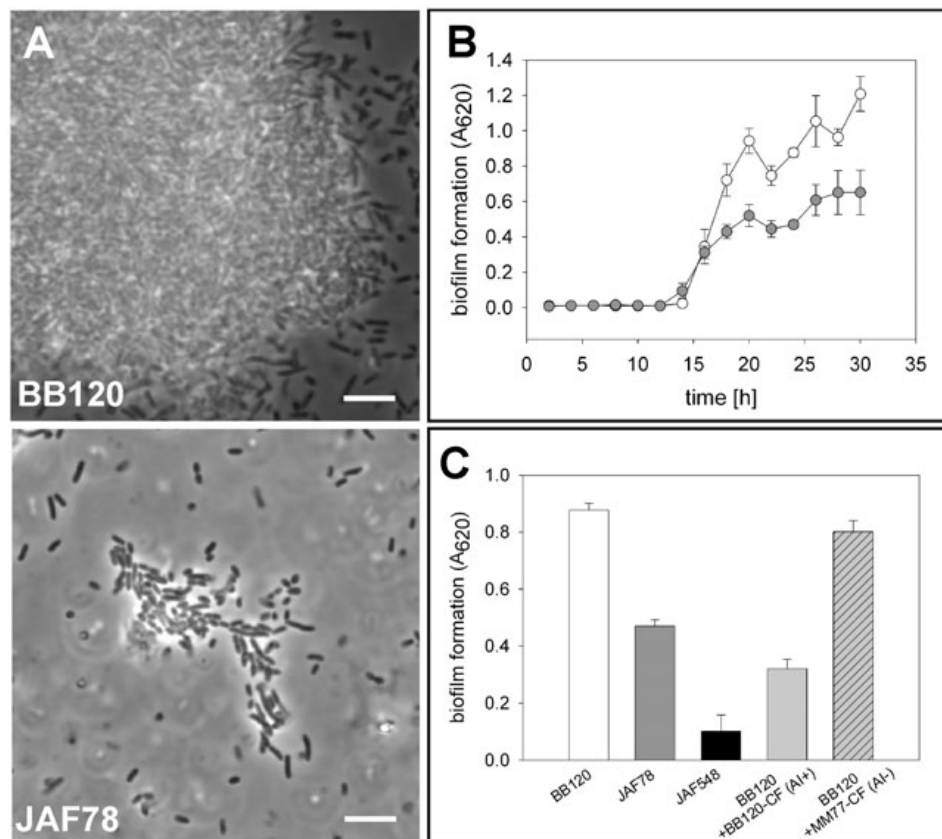 A
BB120
JAF78
B
biofilm formation (A620)
1.4
1.2
1.0
0.8
0.6
0.4
0.2
0.0
0 5 10 15 20 25 30 35
time [h]
C
biofilm formation (A620)
1.0
0.8
0.6
0.4
0.2
0.0
BB120
JAF78
JAF548
BB120
+BB120-CF (AI+)
BB120
+MM77-CF (AI-)